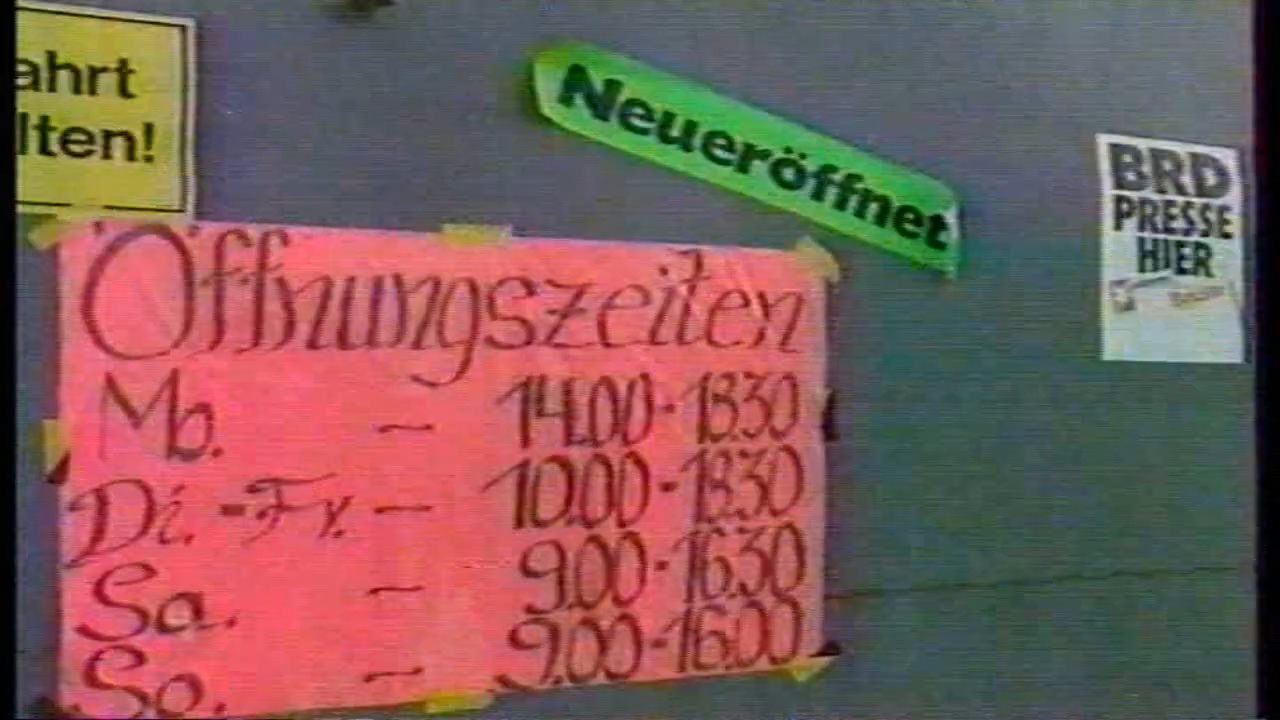 ahrt
lten!
Neueröffnet
BRD
PRESSE
HIER
Öffnungszeiten
Mo. - 14.00-18.30
Di.-Fr. - 10.00-18.30
Sa. - 9.00-16.30
So. - 9.00-16.00